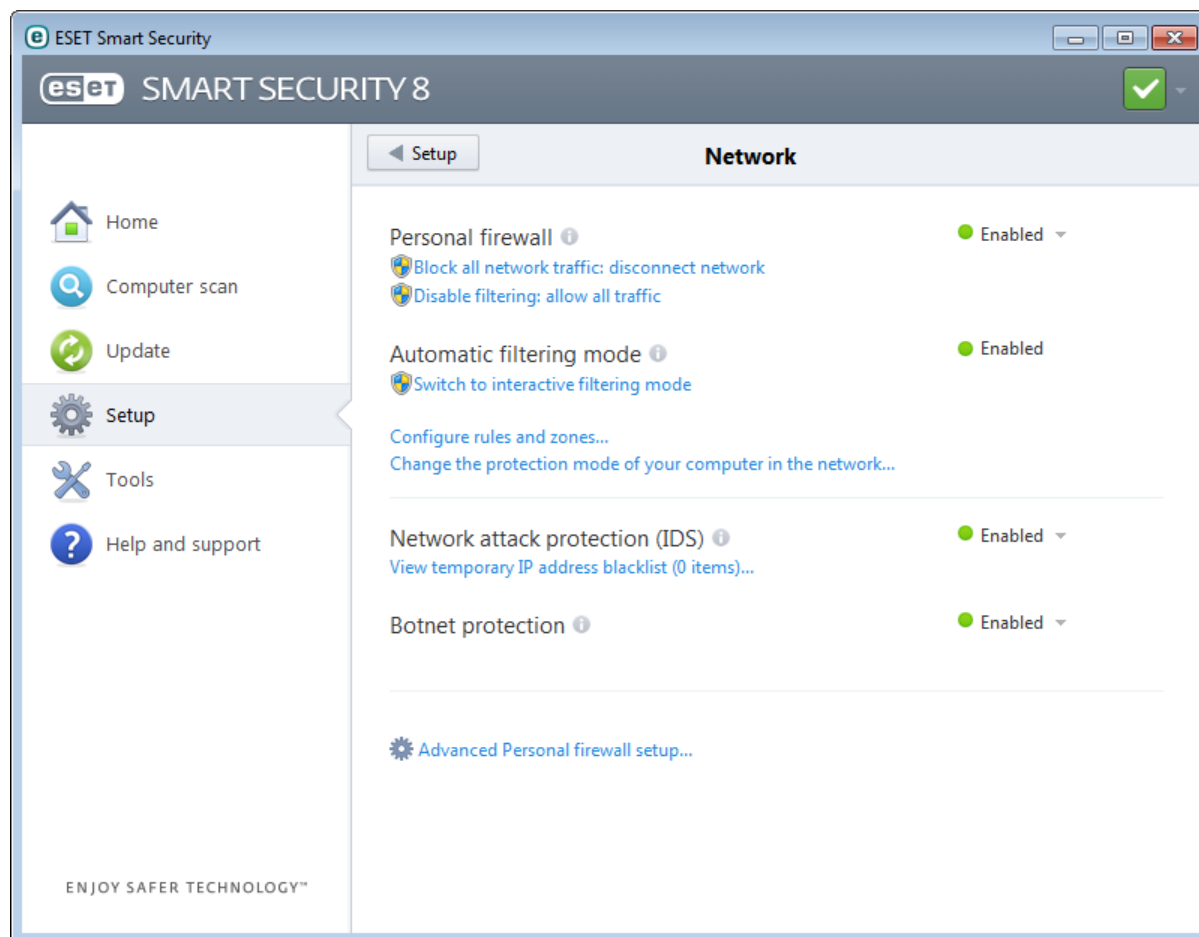 ESET Smart Security
eset SMART SECURITY 8
Setup
Network
Home
Computer scan
Update
Setup
Tools
Help and support
ENJOY SAFER TECHNOLOGY™
Personal firewall
Enabled
Block all network traffic: disconnect network
Disable filtering: allow all traffic
Automatic filtering mode
Enabled
Switch to interactive filtering mode
Configure rules and zones...
Change the protection mode of your computer in the network...
Network attack protection (IDS)
Enabled
View temporary IP address blacklist (0 items)...
Botnet protection
Enabled
Advanced Personal firewall setup...